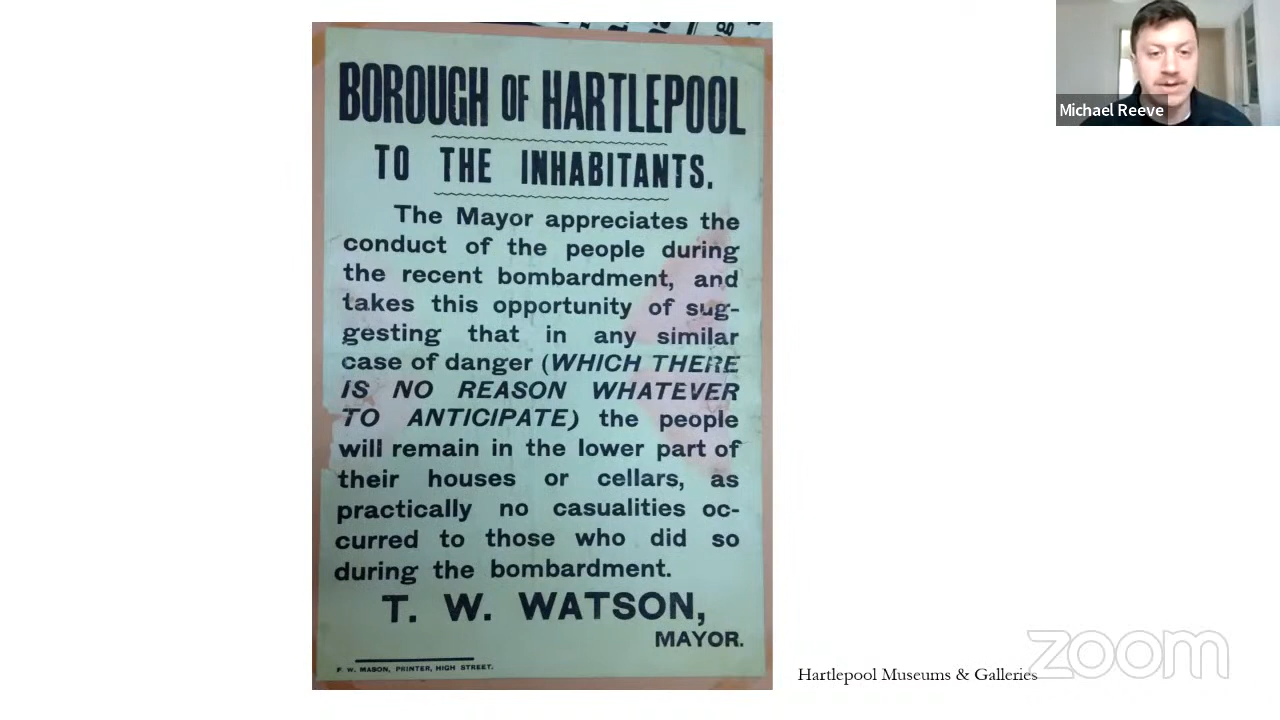 BOROUGH OF HARTLEPOOL
TO THE INHABITANTS.
The Mayor appreciates the
conduct of the people during
the recent bombardment, and
takes this opportunity of sug-
gesting that in any similar
case of danger (WHICH THERE
IS NO REASON WHATEVER
TO ANTICIPATE) the people
will remain in the lower part of
their houses or cellars, as
practically no casualities oc-
curred to those who did so
during the bombardment.
T. W. WATSON,
MAYOR.
F. W. MASON, PRINTER, HIGH STREET.
Hartlepool Museums & Galleries
Michael Reeve
zoom